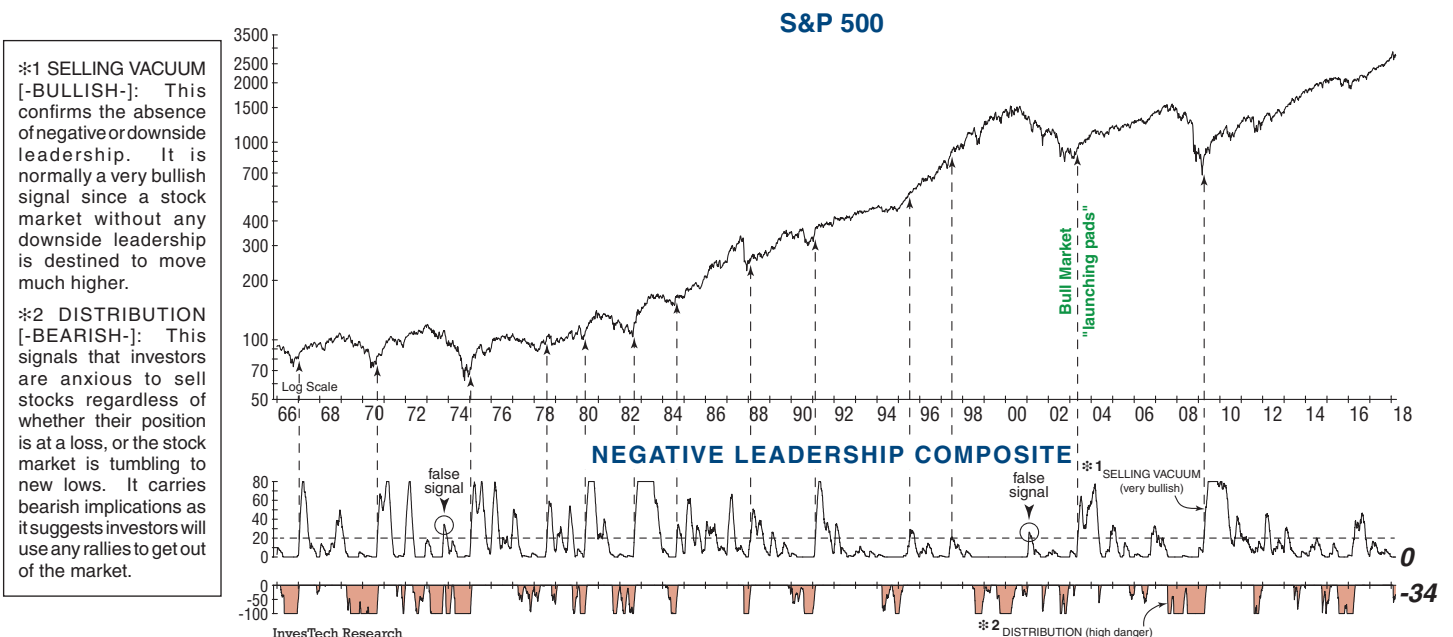 S&P 500
✻1 SELLING VACUUM
[-BULLISH-]: This
confirms the absence
of negative or downside
leadership. It is
normally a very bullish
signal since a stock
market without any
downside leadership
is destined to move
much higher.
✻2 DISTRIBUTION
[-BEARISH-]: This
signals that investors
are anxious to sell
stocks regardless of
whether their position
is at a loss, or the stock
market is tumbling to
new lows. It carries
bearish implications as
it suggests investors will
use any rallies to get out
of the market.
3500
2500
2000
1500
1000
700
400
300
200
100
70
50
Log Scale
Bull Market
"launching pads"
66 68 70 72 74 76 78 80 82 84 86 88 90 92 94 96 98 00 02 04 06 08 10 12 14 16 18
NEGATIVE LEADERSHIP COMPOSITE
false
signal
false
signal
✻1 SELLING VACUUM
(very bullish)
80
60
40
20
0
0
0
-50
-100
-34
✻2 DISTRIBUTION (high danger)
InvesTech Research